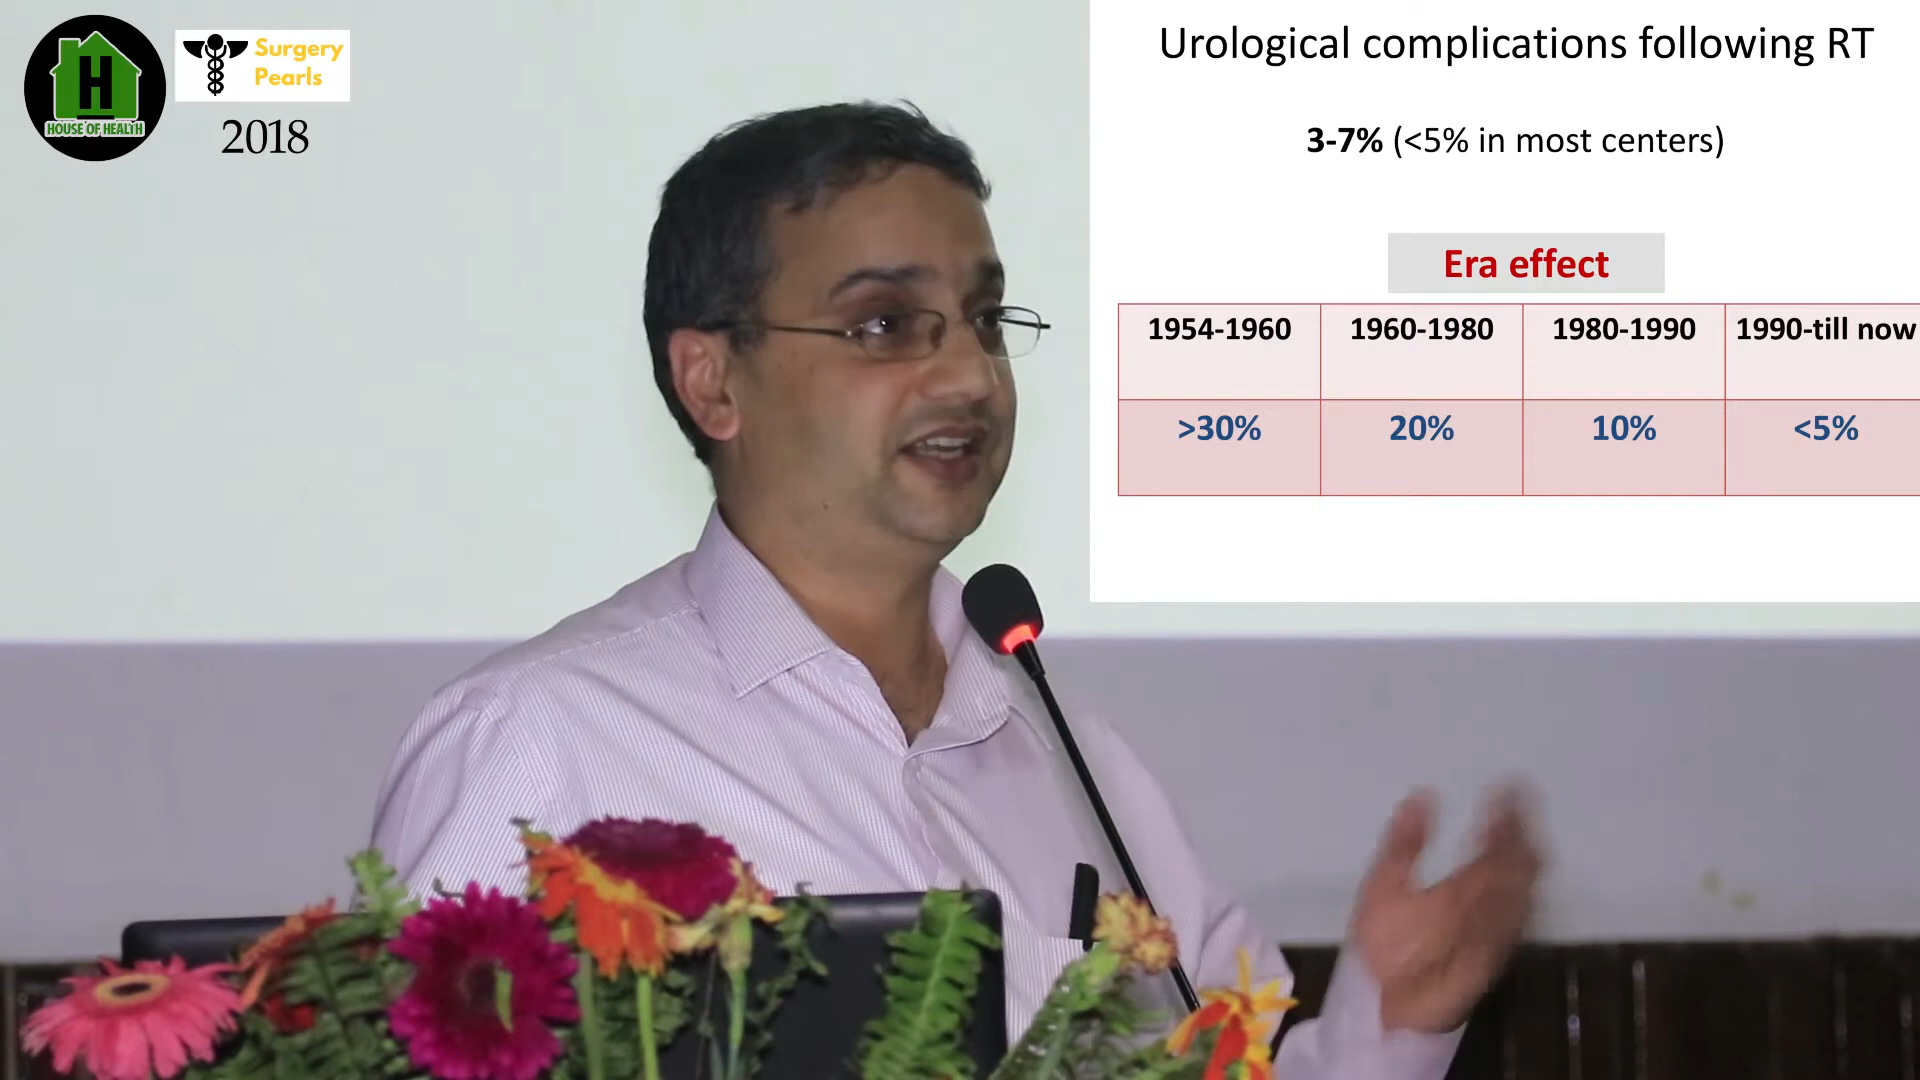 H
HOUSE OF HEALTH
Surgery
Pearls
2018
Urological complications following RT
3-7% (<5% in most centers)
Era effect
1954-1960 1960-1980 1980-1990 1990-till now
>30% 20% 10% <5%